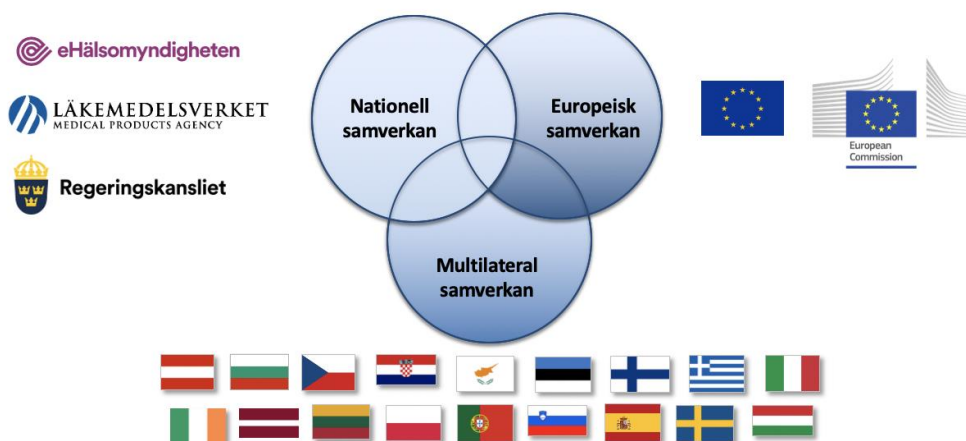 eHälsomyndigheten
LÄKEMEDELSVERKET
MEDICAL PRODUCTS AGENCY
Regeringskansliet
Nationell
samverkan
Europeisk
samverkan
Multilateral
samverkan
European
Commission